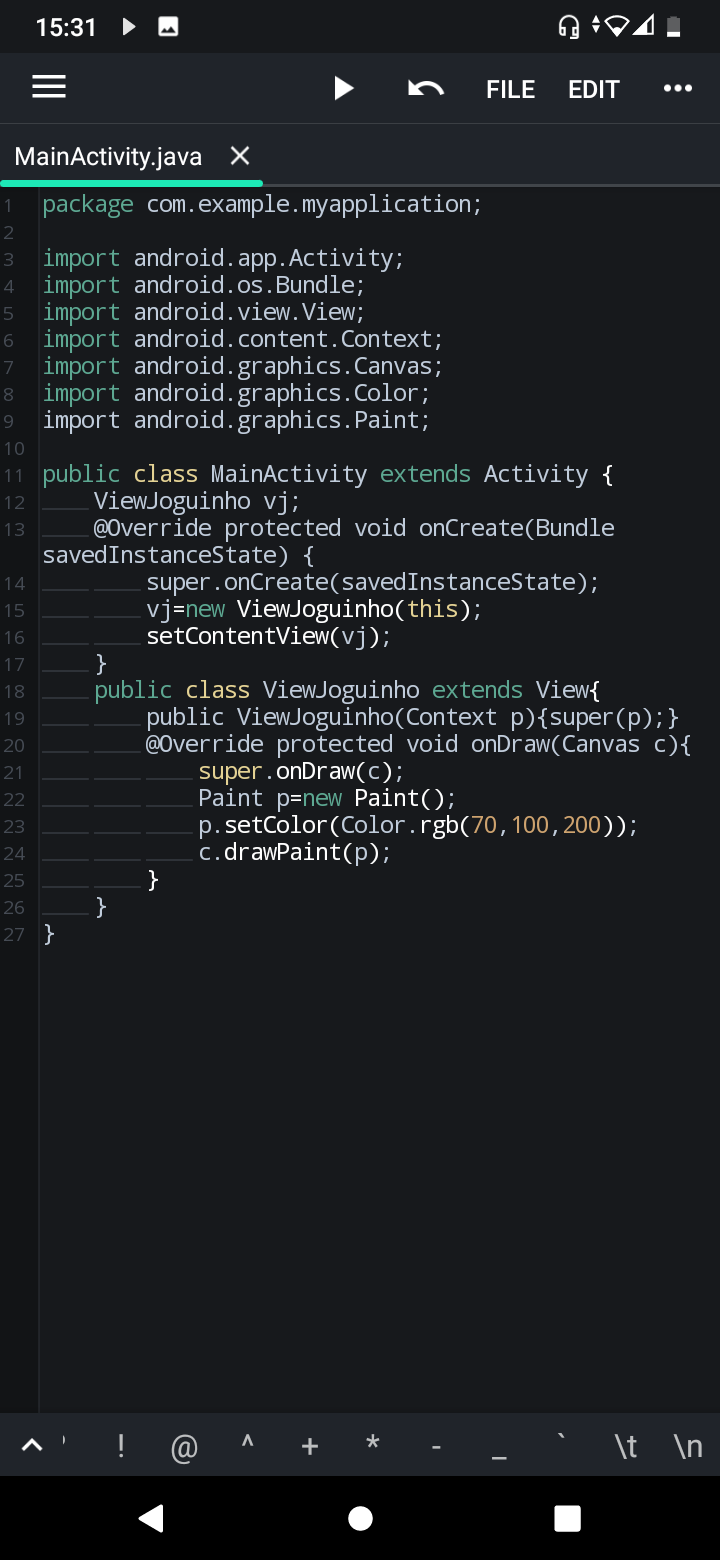 15:31
FILE EDIT
MainActivity.java
1 package com.example.myapplication;
2
3 import android.app.Activity;
4 import android.os.Bundle;
5 import android.view.View;
6 import android.content.Context;
7 import android.graphics.Canvas;
8 import android.graphics.Color;
9 import android.graphics.Paint;
10
11 public class MainActivity extends Activity {
12 ViewJoguinho vj;
13 @Override protected void onCreate(Bundle
savedInstanceState) {
14 super.onCreate(savedInstanceState);
15 vj=new ViewJoguinho(this);
16 setContentView(vj);
17 }
18 public class ViewJoguinho extends View{
19 public ViewJoguinho(Context p){super(p);}
20 @Override protected void onDraw(Canvas c){
21 super.onDraw(c);
22 Paint p=new Paint();
23 p.setColor(Color.rgb(70,100,200));
24 c.drawPaint(p);
25 }
26 }
27 }
! @ ^ + * - _ ` \t \n